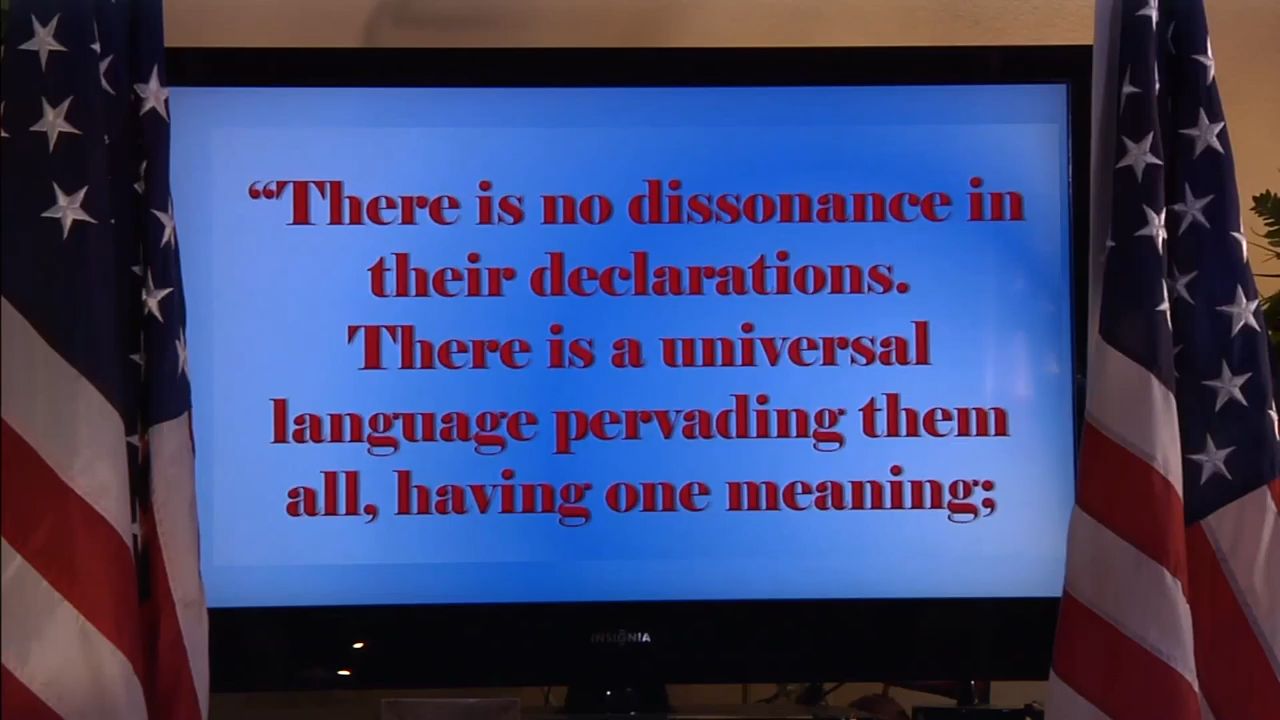 “There is no dissonance in
their declarations.
There is a universal
language pervading them
all, having one meaning;
INSIGNIA